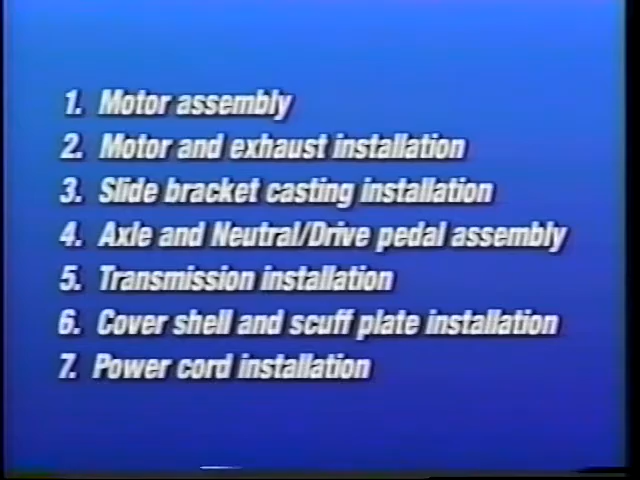 1. Motor assembly
2. Motor and exhaust installation
3. Slide bracket casting installation
4. Axle and Neutral/Drive pedal assembly
5. Transmission installation
6. Cover shell and scuff plate installation
7. Power cord installation